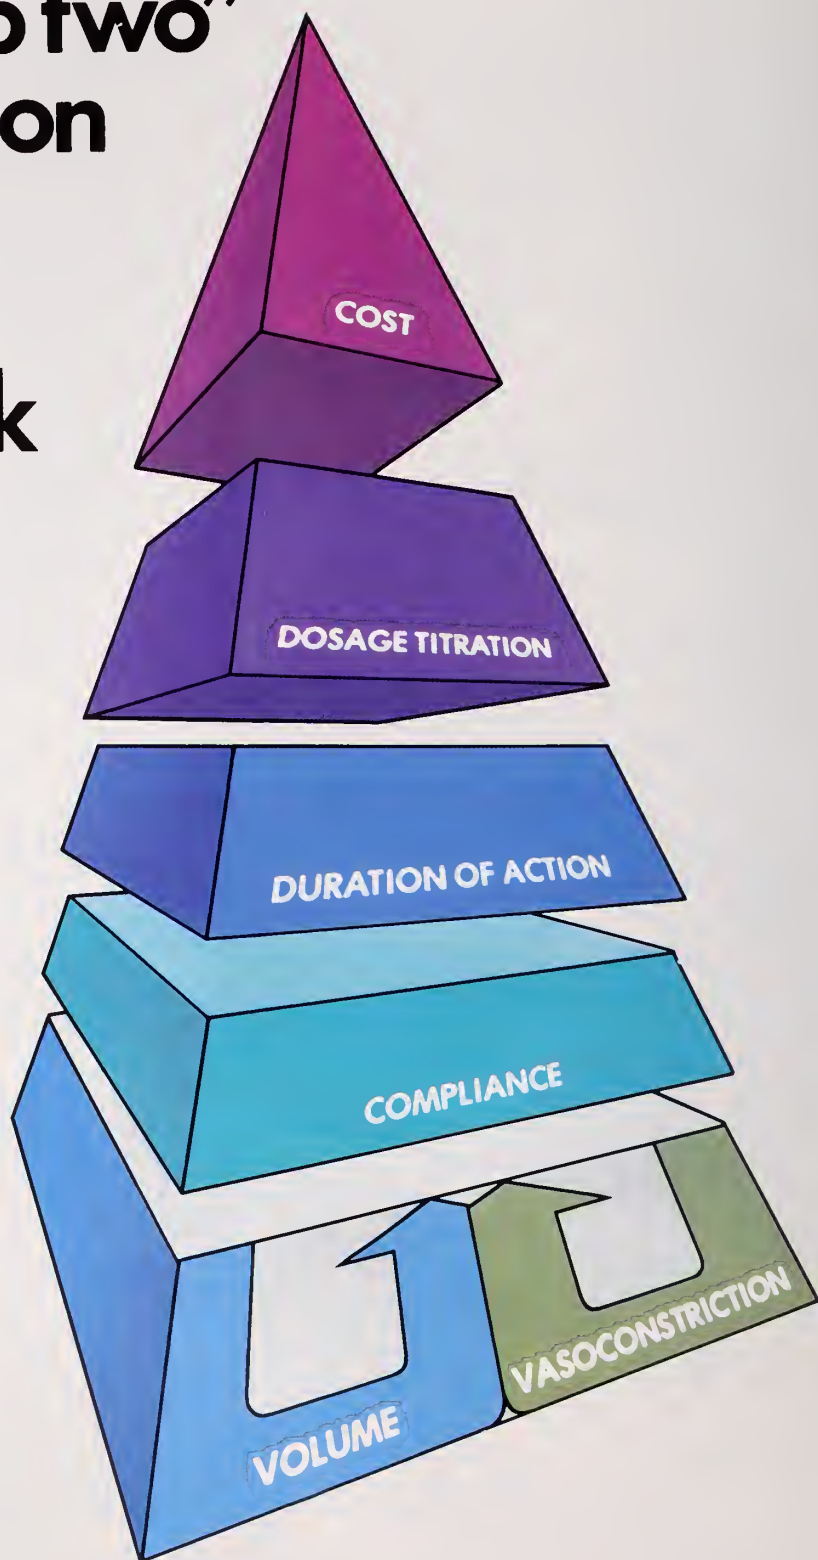 two”
on
k
COST
DOSAGE TITRATION
DURATION OF ACTION
COMPLIANCE
VASOCONSTRICTION
VOLUME